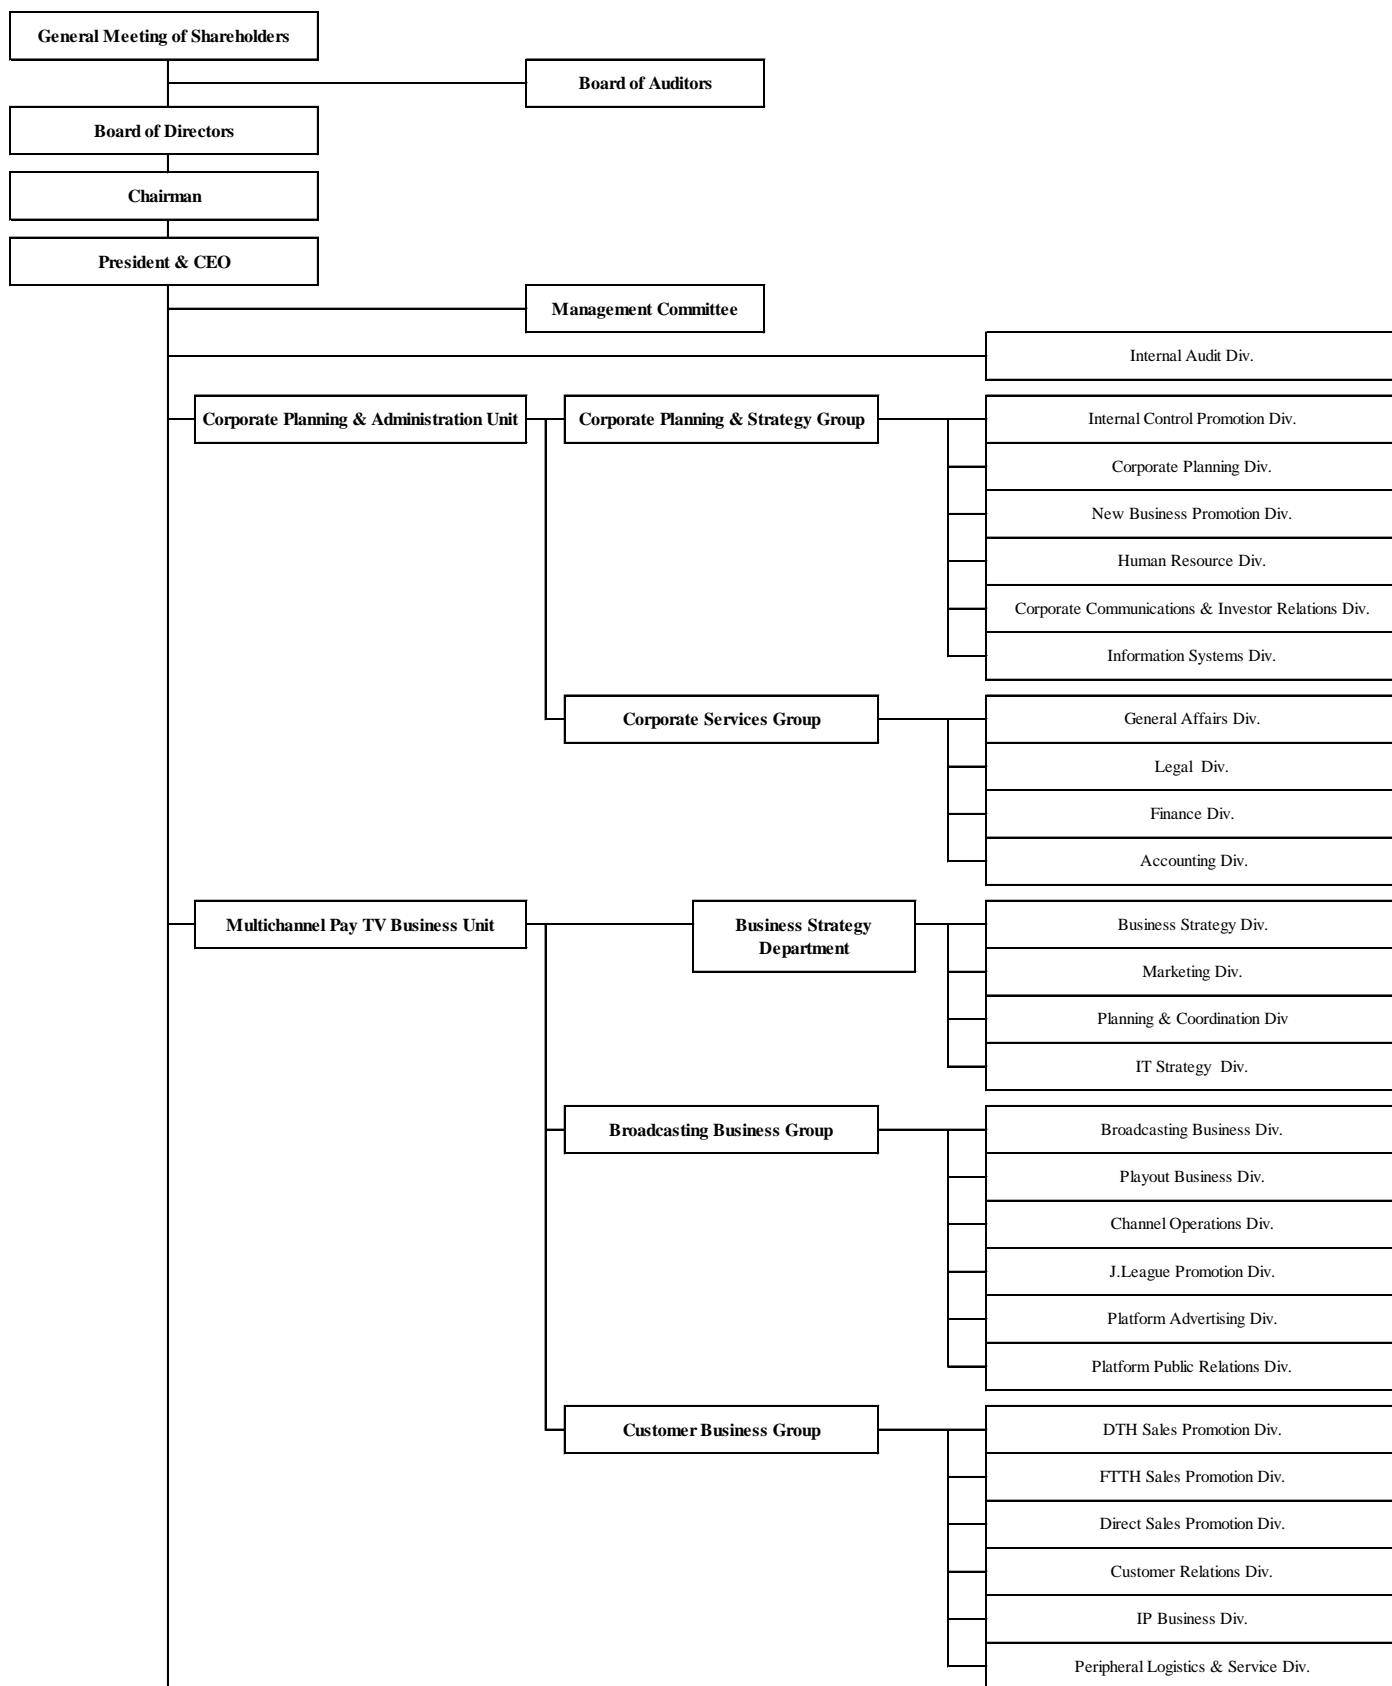 General Meeting of Shareholders
Board of Auditors
Board of Directors
Chairman
President & CEO
Management Committee
Internal Audit Div.
Corporate Planning & Administration Unit
Corporate Planning & Strategy Group
Internal Control Promotion Div.
Corporate Planning Div.
New Business Promotion Div.
Human Resource Div.
Corporate Communications & Investor Relations Div.
Information Systems Div.
Corporate Services Group
General Affairs Div.
Legal Div.
Finance Div.
Accounting Div.
Multichannel Pay TV Business Unit
Business Strategy
Department
Business Strategy Div.
Marketing Div.
Planning & Coordination Div
IT Strategy Div.
Broadcasting Business Group
Broadcasting Business Div.
Playout Business Div.
Channel Operations Div.
J.League Promotion Div.
Platform Advertising Div.
Platform Public Relations Div.
Customer Business Group
DTH Sales Promotion Div.
FTTH Sales Promotion Div.
Direct Sales Promotion Div.
Customer Relations Div.
IP Business Div.
Peripheral Logistics & Service Div.